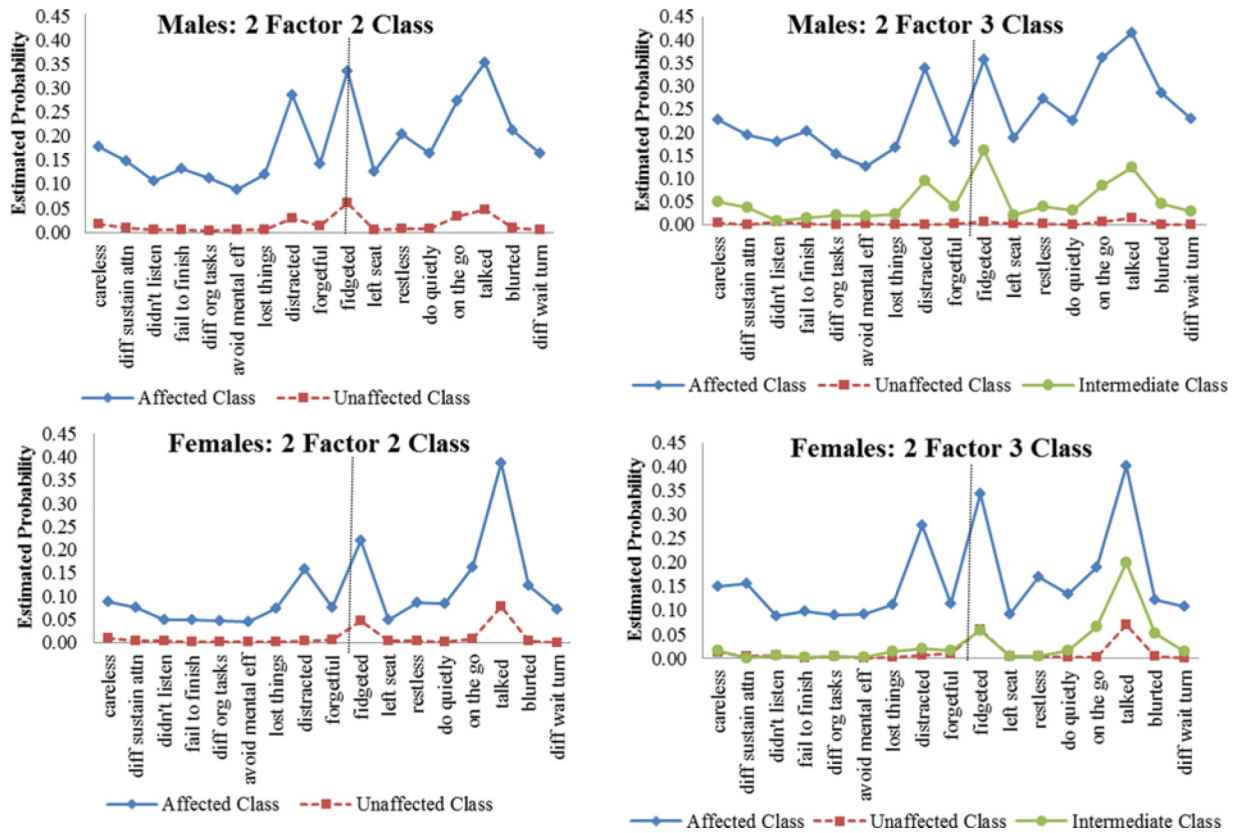 Males: 2 Factor 2 Class
Estimated Probability
0.45
0.40
0.35
0.30
0.25
0.20
0.15
0.10
0.05
0.00
careless
diff sustain attn
didn't listen
fail to finish
diff org tasks
avoid mental eff
lost things
distracted
forgetful
fidgeted
left seat
restless
do quietly
on the go
talked
blurted
diff wait turn
Affected Class
Unaffected Class
Males: 2 Factor 3 Class
Estimated Probability
0.45
0.40
0.35
0.30
0.25
0.20
0.15
0.10
0.05
0.00
careless
diff sustain attn
didn't listen
fail to finish
diff org tasks
avoid mental eff
lost things
distracted
forgetful
fidgeted
left seat
restless
do quietly
on the go
talked
blurted
diff wait turn
Affected Class
Unaffected Class
Intermediate Class
Females: 2 Factor 2 Class
Estimated Probability
0.45
0.40
0.35
0.30
0.25
0.20
0.15
0.10
0.05
0.00
careless
diff sustain attn
didn't listen
fail to finish
diff org tasks
avoid mental eff
lost things
distracted
forgetful
fidgeted
left seat
restless
do quietly
on the go
talked
blurted
diff wait turn
Affected Class
Unaffected Class
Females: 2 Factor 3 Class
Estimated Probability
0.45
0.40
0.35
0.30
0.25
0.20
0.15
0.10
0.05
0.00
careless
diff sustain attn
didn't listen
fail to finish
diff org tasks
avoid mental eff
lost things
distracted
forgetful
fidgeted
left seat
restless
do quietly
on the go
talked
blurted
diff wait turn
Affected Class
Unaffected Class
Intermediate Class